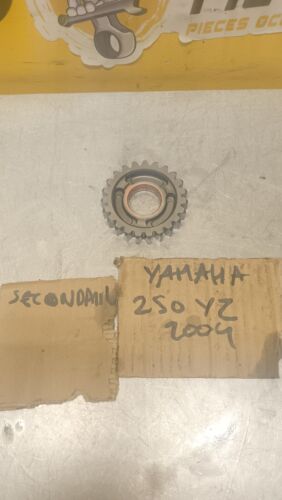 PIECES OCC
SECONDAIR
YAMAHA
250 YZ
2004